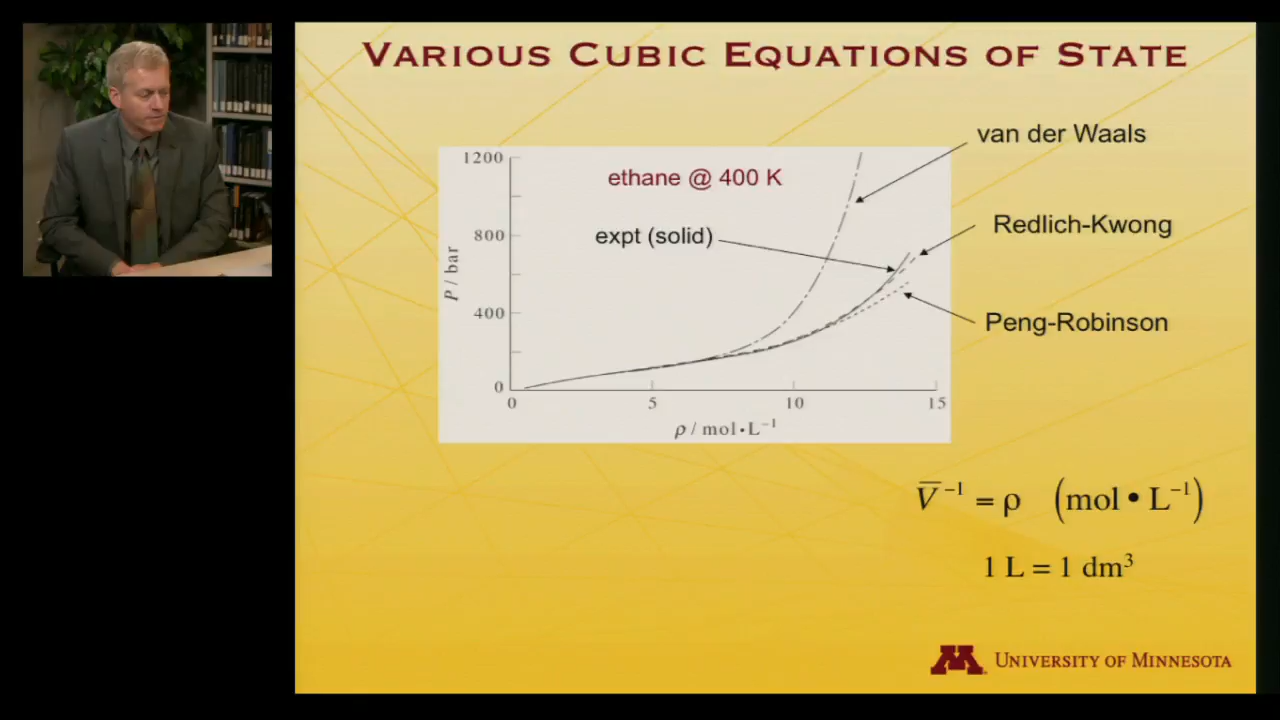 VARIOUS CUBIC EQUATIONS OF STATE
van der Waals
1200
ethane @ 400 K
Redlich-Kwong
expt (solid)
800
P / bar
400
Peng-Robinson
0
0 5 10 15
ρ / mol•L⁻¹
V̅⁻¹ = ρ (mol • L⁻¹)
1 L = 1 dm³
M UNIVERSITY OF MINNESOTA